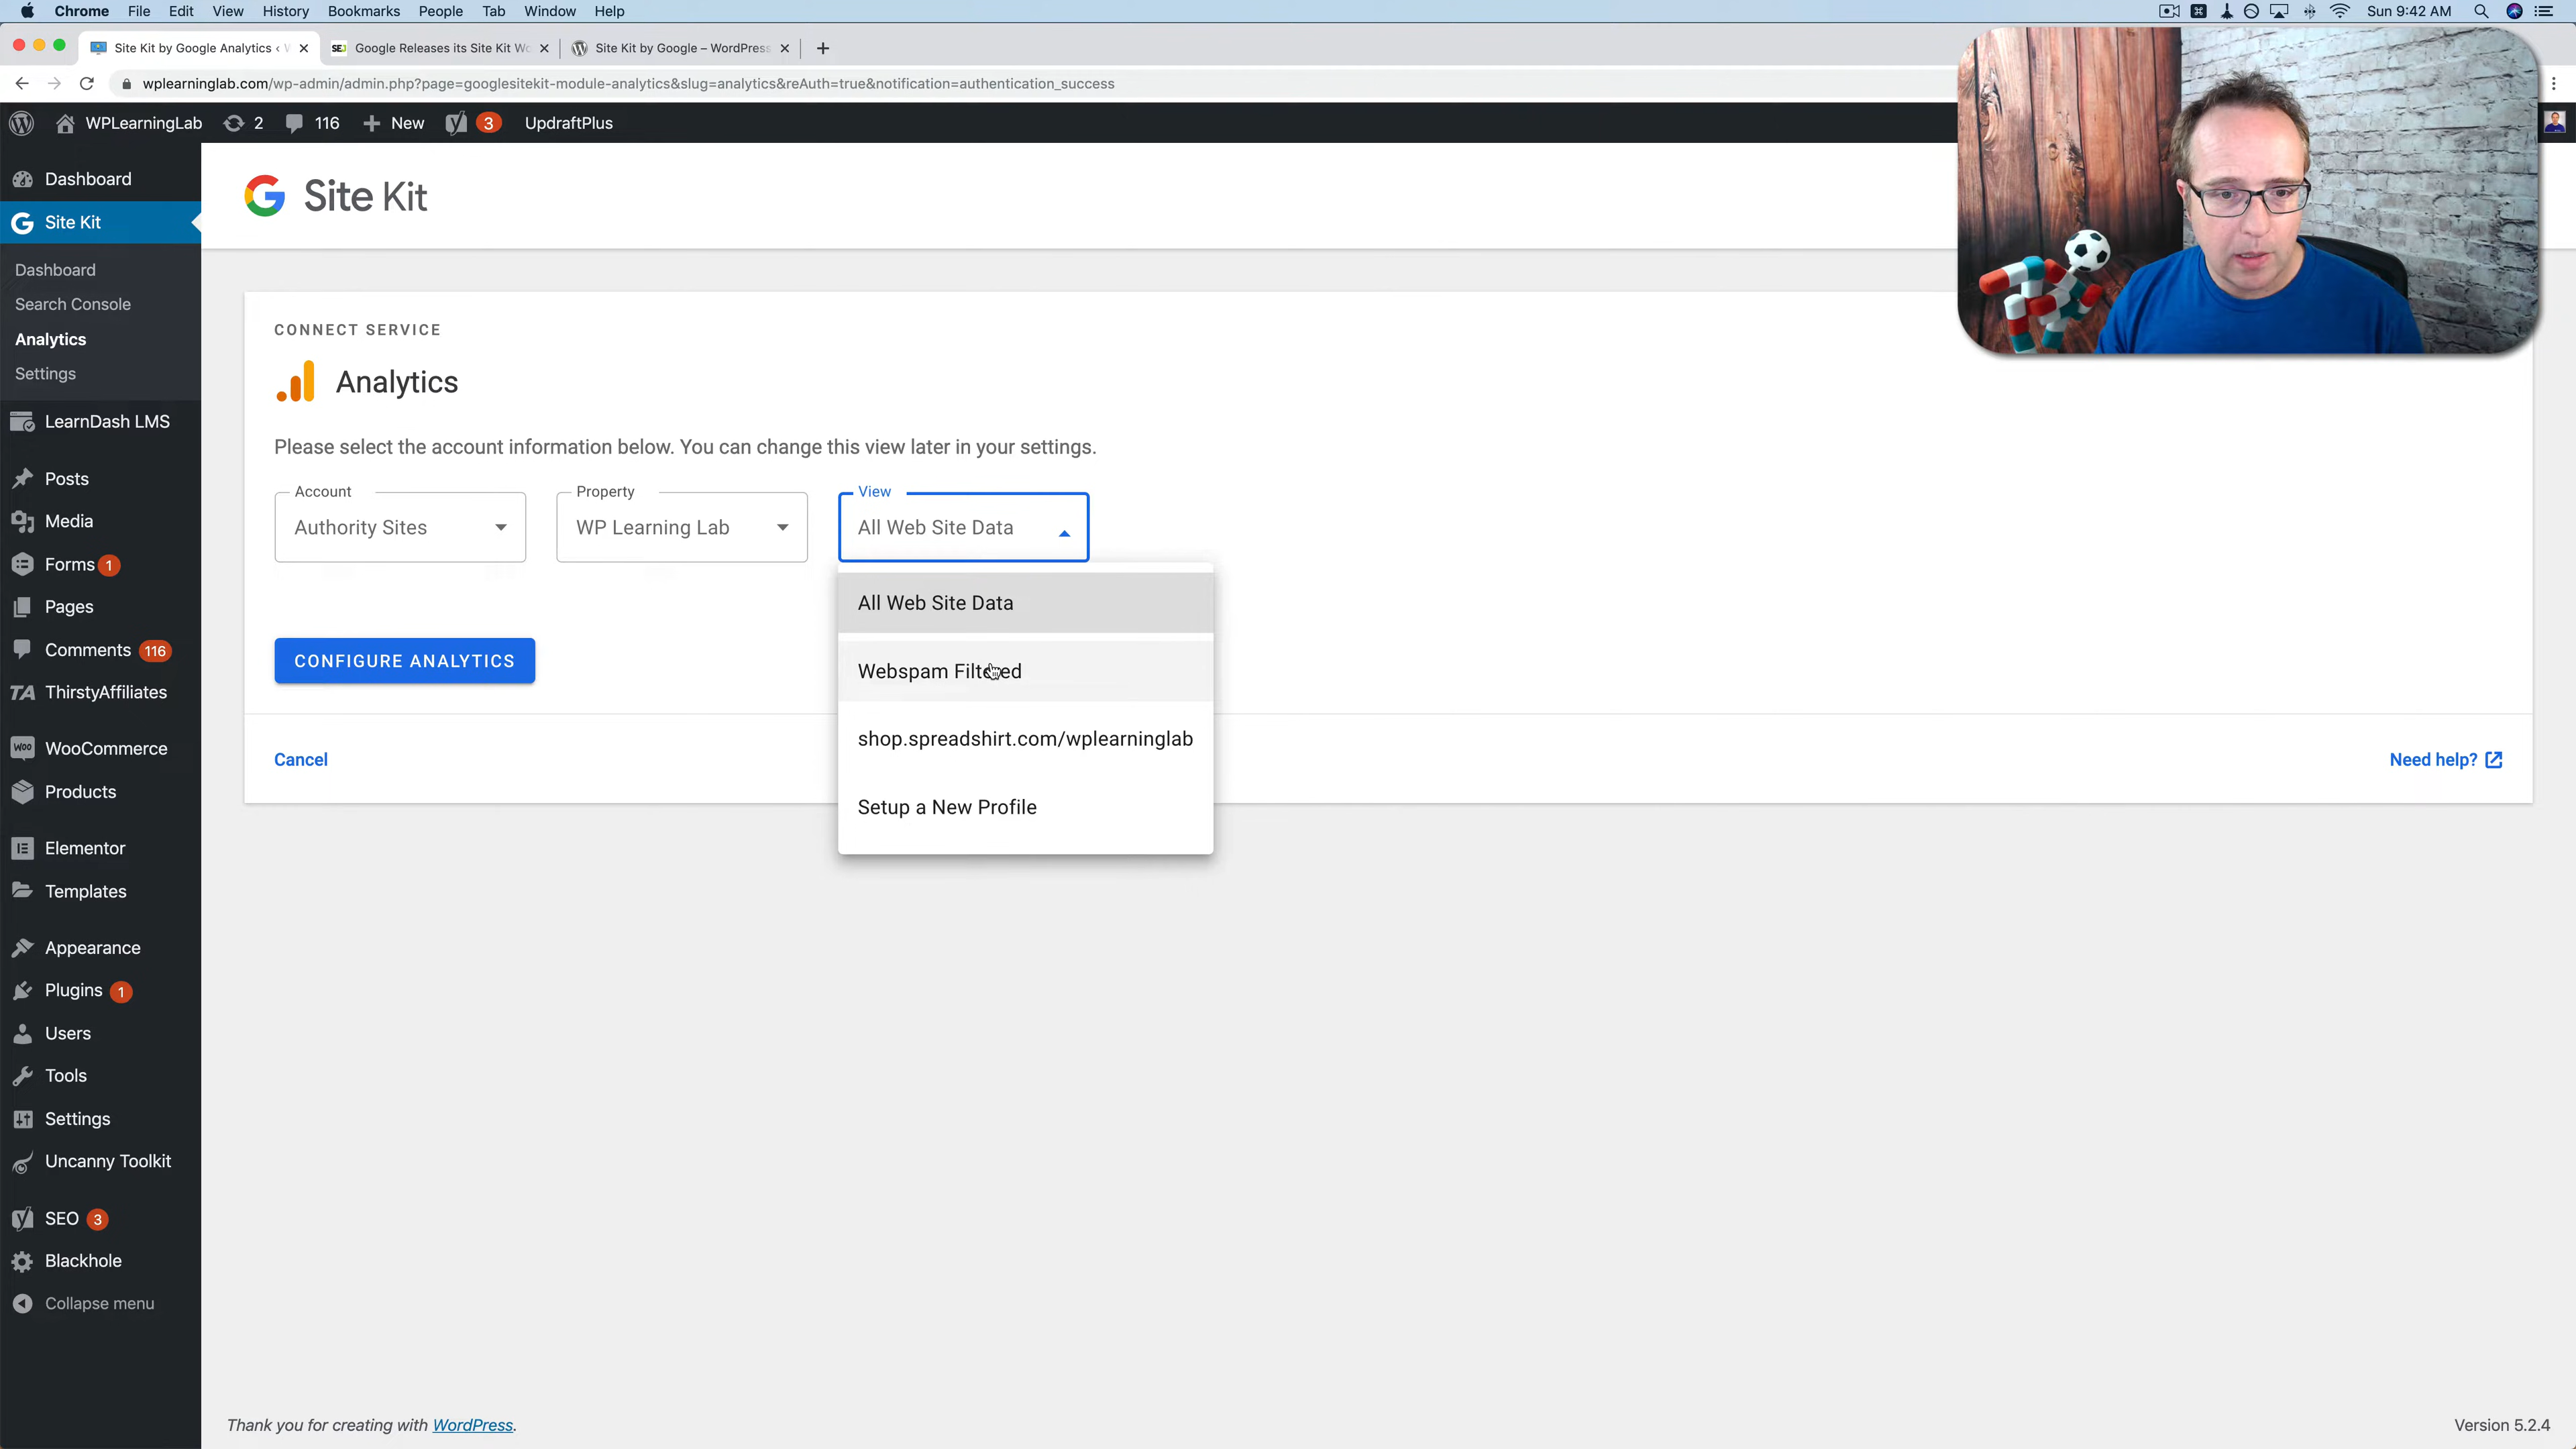 Chrome File Edit View History Bookmarks People Tab Window Help
Sun 9:42 AM
Site Kit by Google Analytics ‹ W
SEJ Google Releases its Site Kit Wo
Site Kit by Google – WordPress
wplearninglab.com/wp-admin/admin.php?page=googlesitekit-module-analytics&slug=analytics&reAuth=true&notification=authentication_success
WPLearningLab 2 116 New 3 UpdraftPlus
Dashboard
Site Kit
Dashboard
Search Console
Analytics
Settings
LearnDash LMS
Posts
Media
Forms 1
Pages
Comments 116
TA ThirstyAffiliates
Woo WooCommerce
Products
Elementor
Templates
Appearance
Plugins 1
Users
Tools
Settings
Uncanny Toolkit
SEO 3
Blackhole
Collapse menu
Site Kit
CONNECT SERVICE
Analytics
Please select the account information below. You can change this view later in your settings.
Account
Authority Sites
Property
WP Learning Lab
View
All Web Site Data
All Web Site Data
Webspam Filtered
shop.spreadshirt.com/wplearninglab
Setup a New Profile
CONFIGURE ANALYTICS
Cancel
Need help?
Thank you for creating with WordPress.
Version 5.2.4